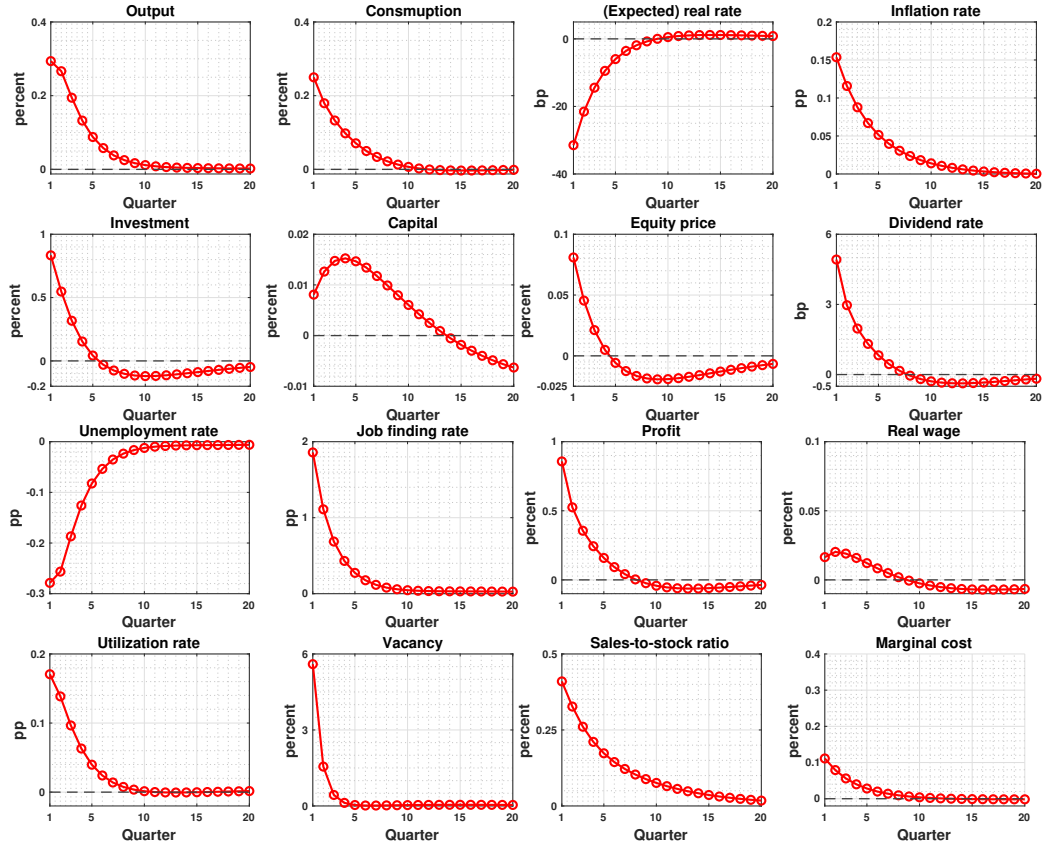 Output
Consmuption
(Expected) real rate
Inflation rate
0.4
0.2
0
percent
1 5 10 15 20
Quarter
0.4
0.2
0
percent
1 5 10 15 20
Quarter
0
-20
-40
bp
1 5 10 15 20
Quarter
0.2
0.15
0.1
0.05
0
pp
1 5 10 15 20
Quarter
Investment
Capital
Equity price
Dividend rate
1
0.5
0
-0.2
percent
1 5 10 15 20
Quarter
0.02
0.01
0
-0.01
percent
1 5 10 15 20
Quarter
0.1
0.05
0
-0.025
percent
1 5 10 15 20
Quarter
6
3
0
-0.5
bp
1 5 10 15 20
Quarter
Unemployment rate
Job finding rate
Profit
Real wage
0
-0.1
-0.2
-0.3
pp
1 5 10 15 20
Quarter
2
1
0
pp
1 5 10 15 20
Quarter
1
0.5
0
percent
1 5 10 15 20
Quarter
0.1
0.05
0
percent
1 5 10 15 20
Quarter
Utilization rate
Vacancy
Sales-to-stock ratio
Marginal cost
0.2
0.1
0
pp
1 5 10 15 20
Quarter
6
3
0
percent
1 5 10 15 20
Quarter
0.5
0.25
0
percent
1 5 10 15 20
Quarter
0.4
0.3
0.2
0.1
0
percent
1 5 10 15 20
Quarter